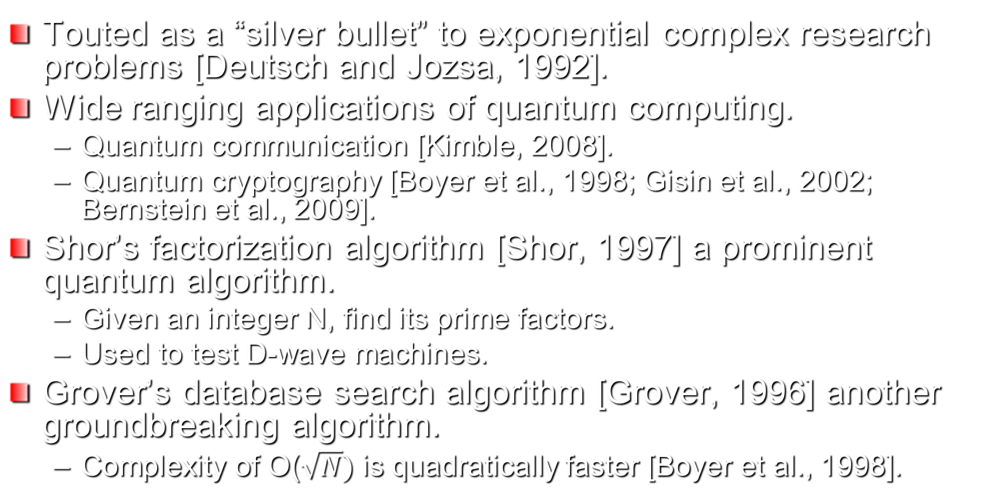 Touted as a “silver bullet” to exponential complex research
problems [Deutsch and Jozsa, 1992].
Wide ranging applications of quantum computing.
– Quantum communication [Kimble, 2008].
– Quantum cryptography [Boyer et al., 1998; Gisin et al., 2002;
Bernstein et al., 2009].
Shor’s factorization algorithm [Shor, 1997] a prominent
quantum algorithm.
– Given an integer N, find its prime factors.
– Used to test D-wave machines.
Grover’s database search algorithm [Grover, 1996] another
groundbreaking algorithm.
– Complexity of O(√N) is quadratically faster [Boyer et al., 1998].